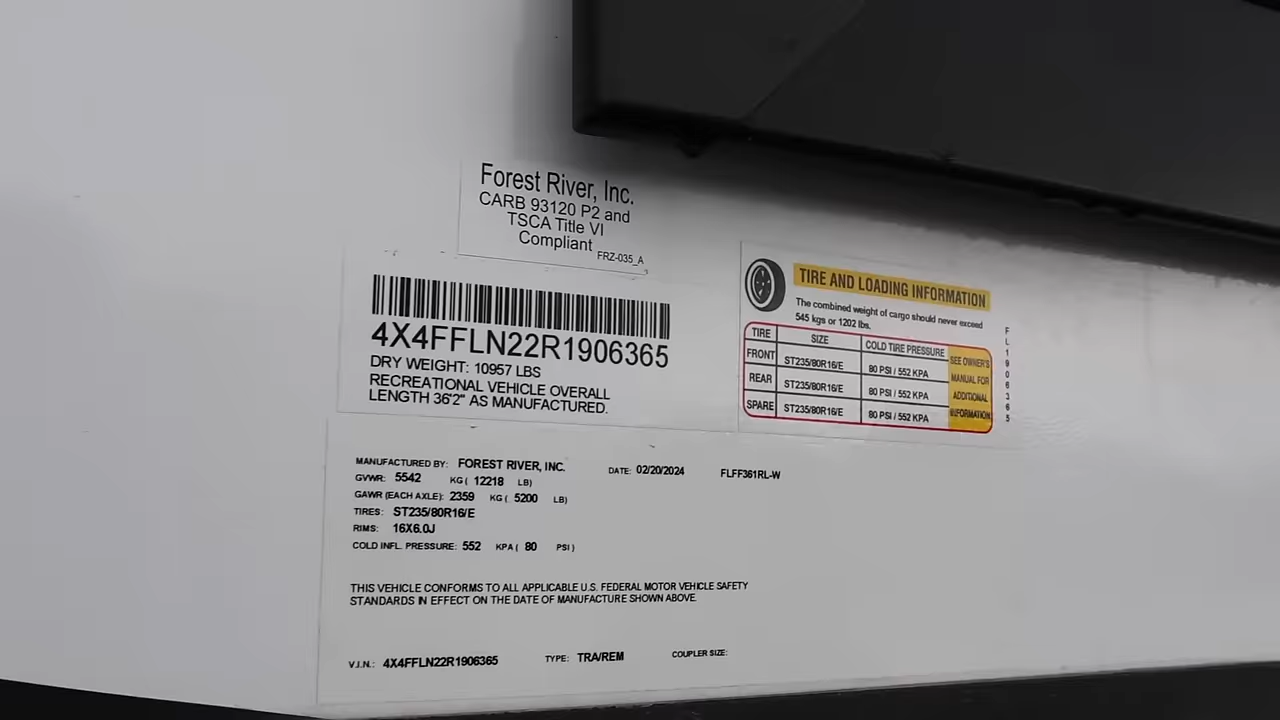 Forest River, Inc.
CARB 93120 P2 and
TSCA Title VI
Compliant
FRZ-035_A
4X4FFLN22R1906365
DRY WEIGHT: 10957 LBS
RECREATIONAL VEHICLE OVERALL
LENGTH 36'2" AS MANUFACTURED.
TIRE AND LOADING INFORMATION
The combined weight of cargo should never exceed
545 kgs or 1202 lbs.
TIRE SIZE COLD TIRE PRESSURE
FRONT ST235/80R16/E 80 PSI / 552 KPA
REAR ST235/80R16/E 80 PSI / 552 KPA
SPARE ST235/80R16/E 80 PSI / 552 KPA
SEE OWNER'S
MANUAL FOR
ADDITIONAL
INFORMATION
FL1906365
MANUFACTURED BY: FOREST RIVER, INC. DATE: 02/20/2024 FLFF361RL-W
GVWR: 5542 KG ( 12218 LB)
GAWR (EACH AXLE): 2359 KG ( 5200 LB)
TIRES: ST235/80R16/E
RIMS: 16X6.0J
COLD INFL. PRESSURE: 552 KPA ( 80 PSI )
THIS VEHICLE CONFORMS TO ALL APPLICABLE U.S. FEDERAL MOTOR VEHICLE SAFETY
STANDARDS IN EFFECT ON THE DATE OF MANUFACTURE SHOWN ABOVE.
V.I.N.: 4X4FFLN22R1906365 TYPE: TRA/REM COUPLER SIZE: